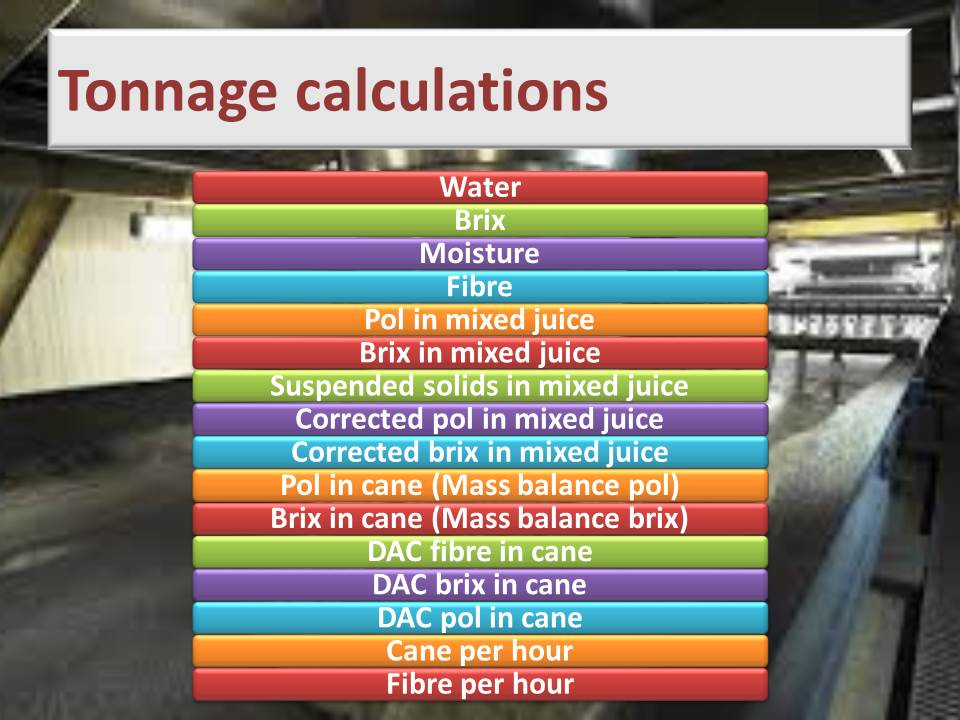 Tonnage calculations
Water
Brix
Moisture
Fibre
Pol in mixed juice
Brix in mixed juice
Suspended solids in mixed juice
Corrected pol in mixed juice
Corrected brix in mixed juice
Pol in cane (Mass balance pol)
Brix in cane (Mass balance brix)
DAC fibre in cane
DAC brix in cane
DAC pol in cane
Cane per hour
Fibre per hour